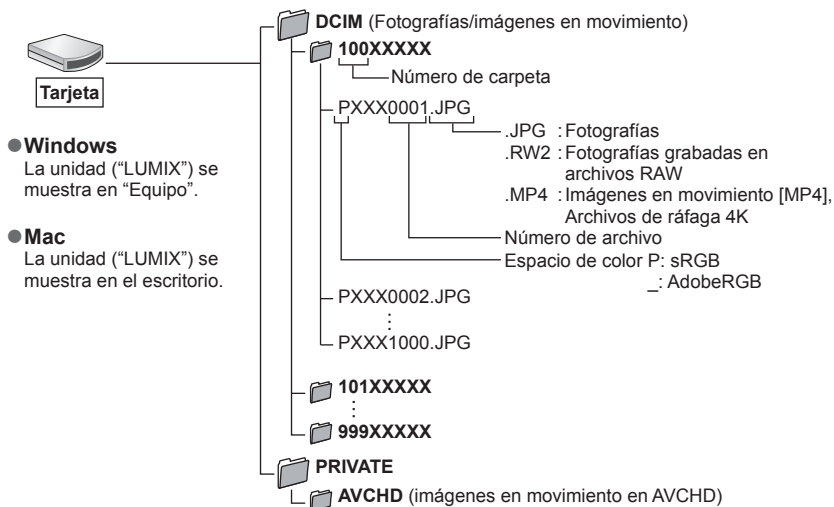 DCIM (Fotografías/imágenes en movimiento)
100XXXXX
Número de carpeta
Tarjeta
PXXX0001.JPG
.JPG : Fotografías
.RW2 : Fotografías grabadas en
archivos RAW
.MP4 : Imágenes en movimiento [MP4],
Archivos de ráfaga 4K
Número de archivo
Espacio de color P: sRGB
_: AdobeRGB
●Windows
La unidad (“LUMIX”) se
muestra en “Equipo”.
●Mac
La unidad (“LUMIX”) se
muestra en el escritorio.
PXXX0002.JPG
PXXX1000.JPG
101XXXXX
999XXXXX
PRIVATE
AVCHD (imágenes en movimiento en AVCHD)